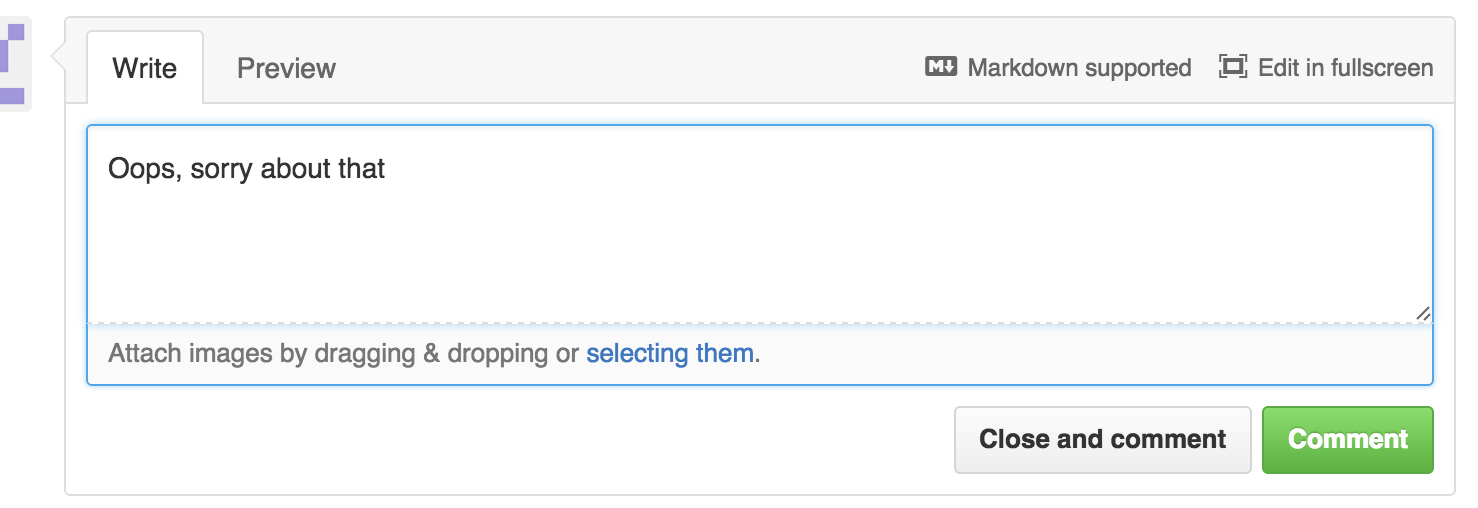 Write Preview M↓ Markdown supported Edit in fullscreen
Oops, sorry about that
Attach images by dragging & dropping or selecting them.
Close and comment Comment